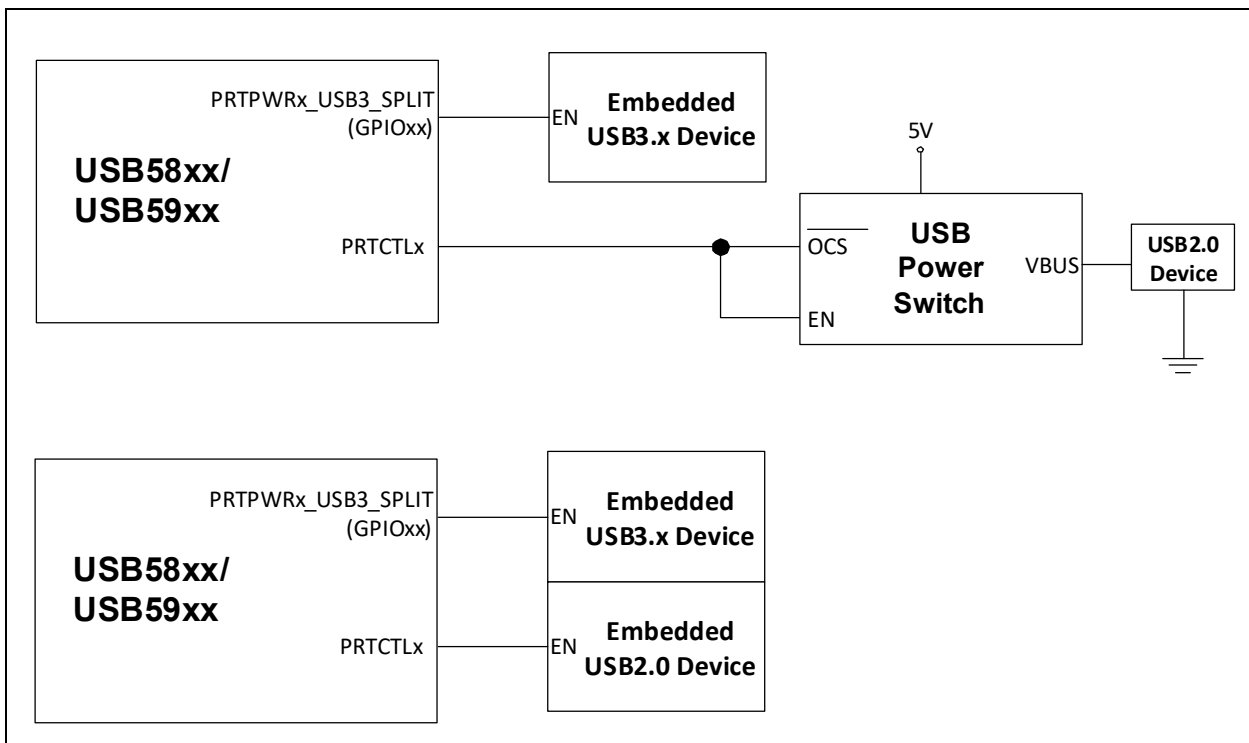 PRTPWRx_USB3_SPLIT
(GPIOxx)
USB58xx/
USB59xx
PRTCTLx
EN
Embedded
USB3.x Device
5V
OCS
EN
USB
Power
Switch
VBUS
USB2.0
Device
PRTPWRx_USB3_SPLIT
(GPIOxx)
USB58xx/
USB59xx
PRTCTLx
EN
Embedded
USB3.x Device
EN
Embedded
USB2.0 Device